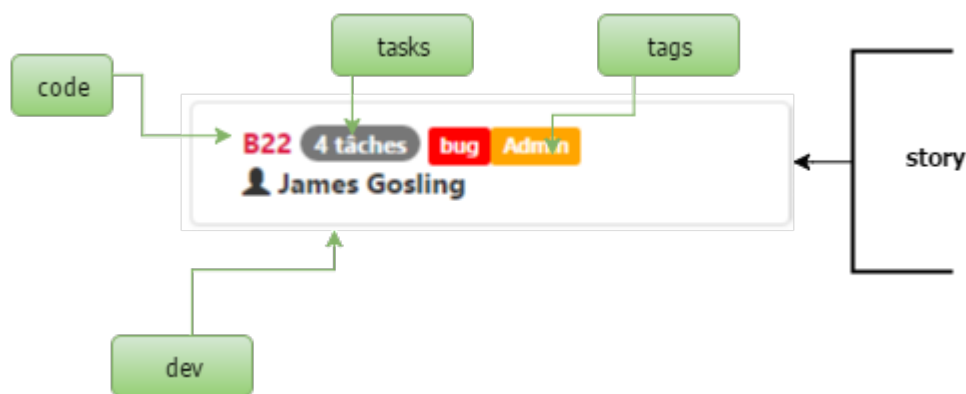 tasks
tags
code
B22 4 tâches bug Admin
James Gosling
story
dev